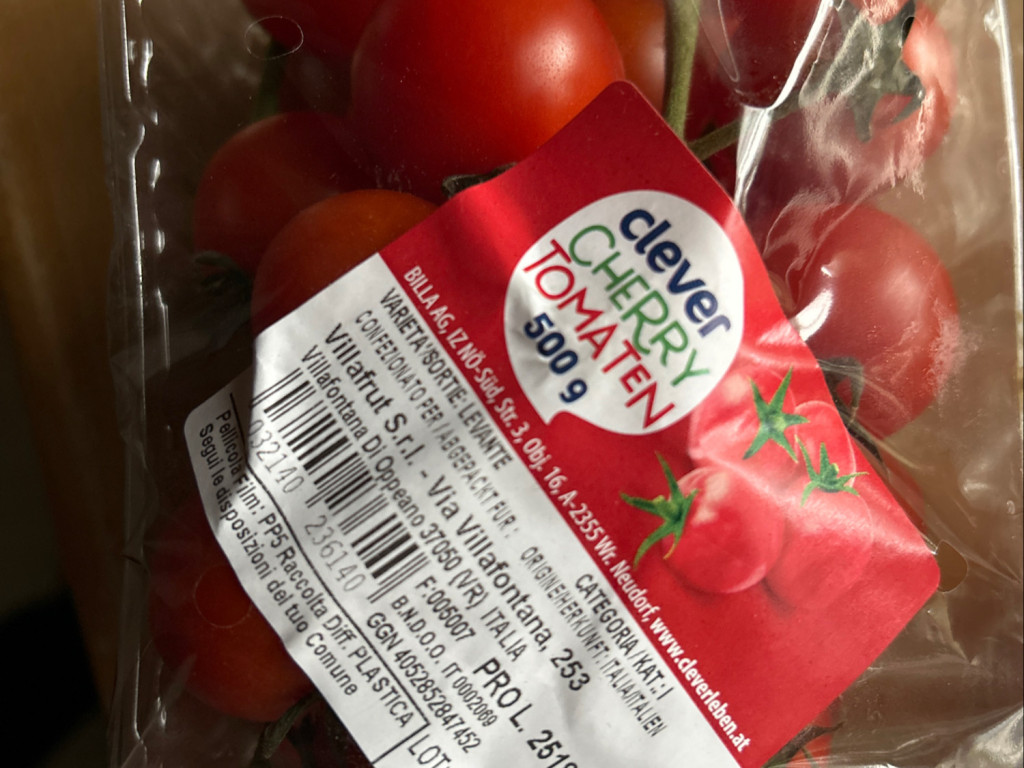 clever
CHERRY
TOMATEN
500 g
BILLA AG, IZ NÖ-Süd, Str. 3, Obj. 16, A-2355 Wr. Neudorf, www.cleverleben.at
VARIETA'/SORTIE: LEVANTE CATEGORIA/KAT.: I
CONFEZIONATO PER / ABGEPACKT FÜR : ORIGINE/HERKUNFT: ITALIA/ITALIEN
Villafrut S.r.l. - Via Villafontana, 253
Villafontana Di Oppeano 37050 (VR) ITALIA
F:005007 PRO L.
B.N.D.O.O. IT 0002069
GGN 4052852847452
032140 236140
Pellicola Film: PP5 Raccolta Diff. PLASTICA
Segui le disposizioni del tuo Comune
LOT: